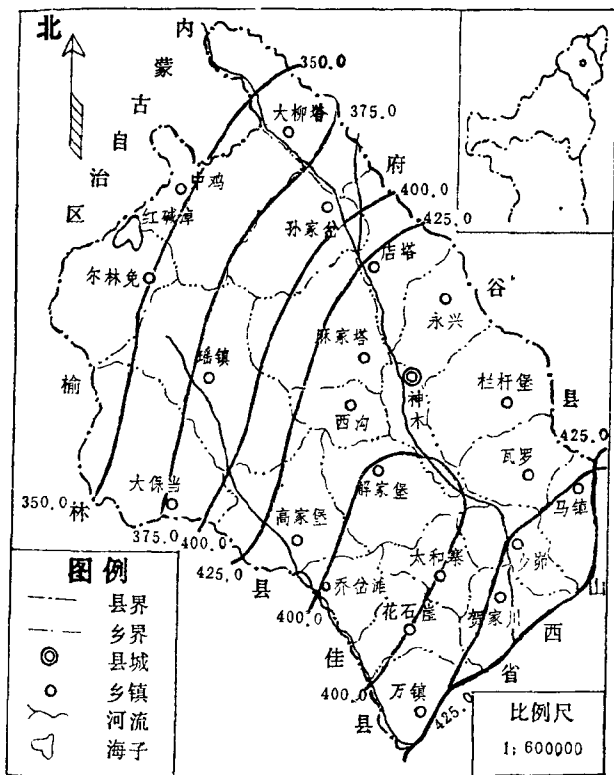 北
内
蒙
古
自
治
区
350.0
375.0
400.0
425.0
大柳塔
中鸡
红碱淖
尔林兔
孙家岔
府
谷
县
店塔
永兴
麻家塔
瑶镇
神木
栏杆堡
西沟
瓦罗
425.0
马镇
榆
林
县
350.0
大保当
375.0
400.0
425.0
高家堡
解家堡
太和寨
乔岔滩
400.0
花石崖
贺家川
山
西
省
佳
县
400.0
万镇
425.0
图例
县界
乡界
县城
乡镇
河流
海子
比例尺
1:600000